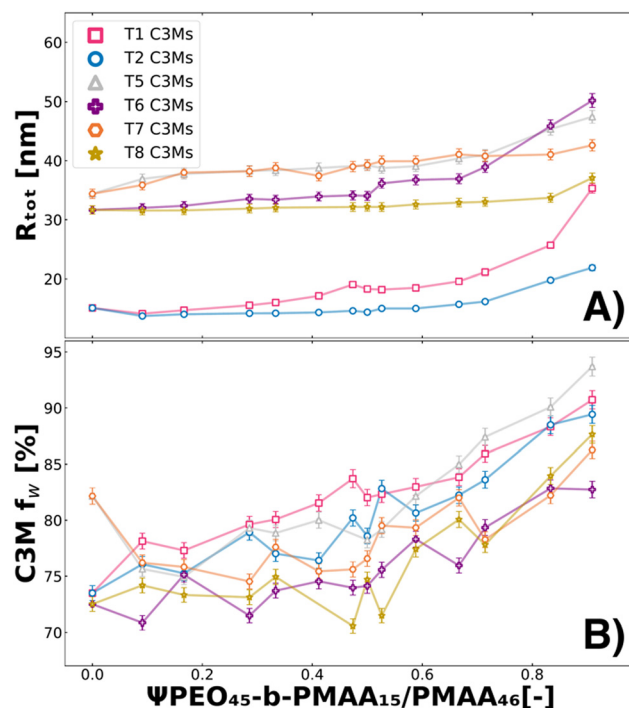 60
50
40
30
20
R_tot [nm]
T1 C3Ms
T2 C3Ms
T5 C3Ms
T6 C3Ms
T7 C3Ms
T8 C3Ms
A)
95
90
85
80
75
70
C3M f_w [%]
B)
0.0
0.2
0.4
0.6
0.8
ΨPEO₄₅-b-PMAA₁₅/PMAA₄₆[-]